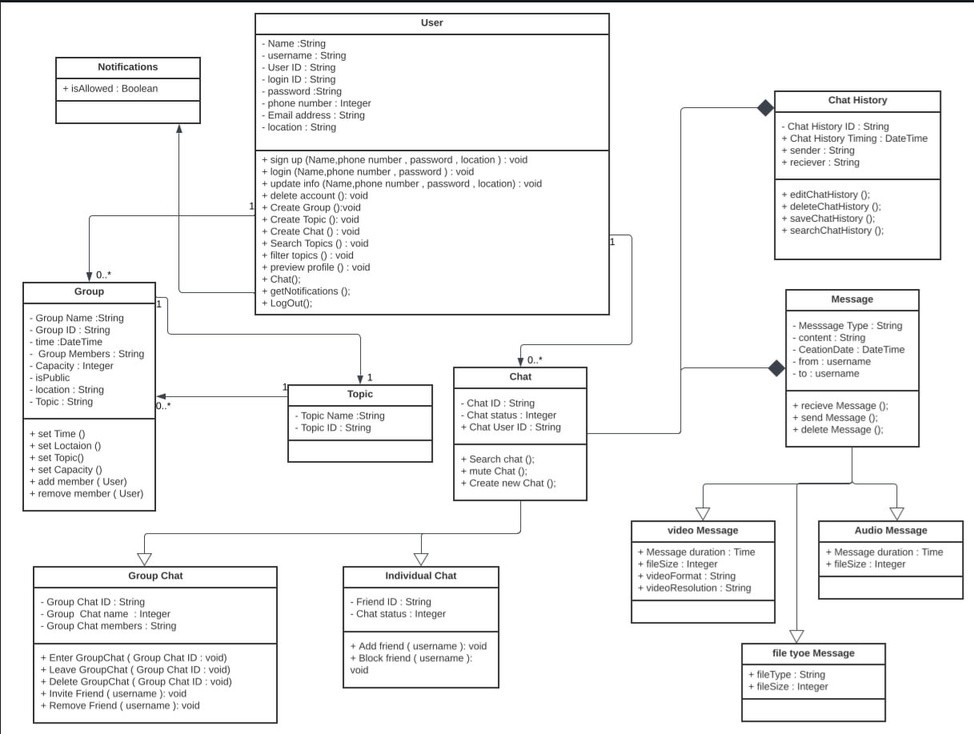 User
- Name :String
- username : String
- User ID : String
- login ID : String
- password :String
- phone number : Integer
- Email address : String
- location : String
+ sign up (Name,phone number , password , location ) : void
+ login (Name,phone number , password ) : void
+ update info (Name,phone number , password , location) : void
+ delete account (): void
+ Create Group ():void
+ Create Topic (): void
+ Create Chat () : void
+ Search Topics () : void
+ filter topics () : void
+ preview profile () : void
+ Chat();
+ getNotifications ();
+ LogOut();
Notifications
+ isAllowed : Boolean
Chat History
- Chat History ID : String
+ Chat History Timing : DateTime
+ sender : String
+ reciever : String
+ editChatHistory ();
+ deleteChatHistory ();
+ saveChatHistory ();
+ searchChatHistory ();
1
0..*
1
0..*
Group
- Group Name :String
- Group ID : String
- time :DateTime
- Group Members : String
- Capacity : Integer
- isPublic
- location : String
- Topic : String
+ set Time ()
+ set Loctaion ()
+ set Topic()
+ set Capacity ()
+ add member ( User)
+ remove member ( User)
1
1
1
0..*
Topic
- Topic Name :String
- Topic ID : String
Chat
- Chat ID : String
- Chat status : Integer
+ Chat User ID : String
+ Search chat ();
+ mute Chat ();
+ Create new Chat ();
Message
- Messsage Type : String
- content : String
- CeationDate : DateTime
- from : username
- to : username
+ recieve Message ();
+ send Message ();
+ delete Message ();
Group Chat
- Group Chat ID : String
- Group Chat name : Integer
- Group Chat members : String
+ Enter GroupChat ( Group Chat ID : void)
+ Leave GroupChat ( Group Chat ID : void)
+ Delete GroupChat ( Group Chat ID : void)
+ Invite Friend ( username ): void
+ Remove Friend ( username ): void
Individual Chat
- Friend ID : String
- Chat status : Integer
+ Add friend ( username ): void
+ Block friend ( username ):
void
video Message
+ Message duration : Time
+ fileSize : Integer
+ videoFormat : String
+ videoResolution : String
Audio Message
+ Message duration : Time
+ fileSize : Integer
file tyoe Message
+ fileType : String
+ fileSize : Integer